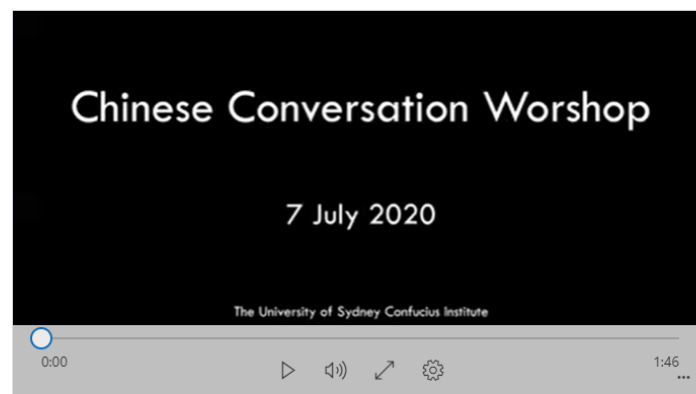 Chinese Conversation Worshop
7 July 2020
The University of Sydney Confucius Institute
0:00
1:46